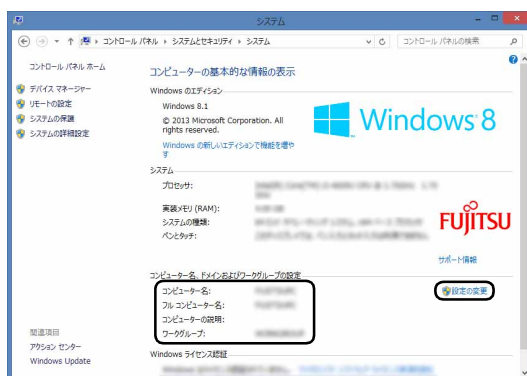 システム
コントロール パネル ▸ システムとセキュリティ ▸ システム
コントロール パネルの検索
コントロール パネル ホーム
デバイス マネージャー
リモートの設定
システムの保護
システムの詳細設定
コンピューターの基本的な情報の表示
Windows のエディション
Windows 8.1
© 2013 Microsoft Corporation. All
rights reserved.
Windows の新しいエディションで機能を増や
す
Windows 8
システム
プロセッサ:
実装メモリ (RAM):
システムの種類:
ペンとタッチ:
FUJITSU
サポート情報
コンピューター名、ドメインおよびワークグループの設定
コンピューター名:
フル コンピューター名:
コンピューターの説明:
ワークグループ:
設定の変更
関連項目
アクション センター
Windows Update
Windows ライセンス認証